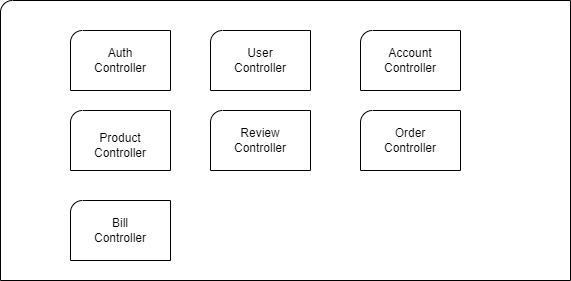 Auth
Controller
User
Controller
Account
Controller
Product
Controller
Review
Controller
Order
Controller
Bill
Controller